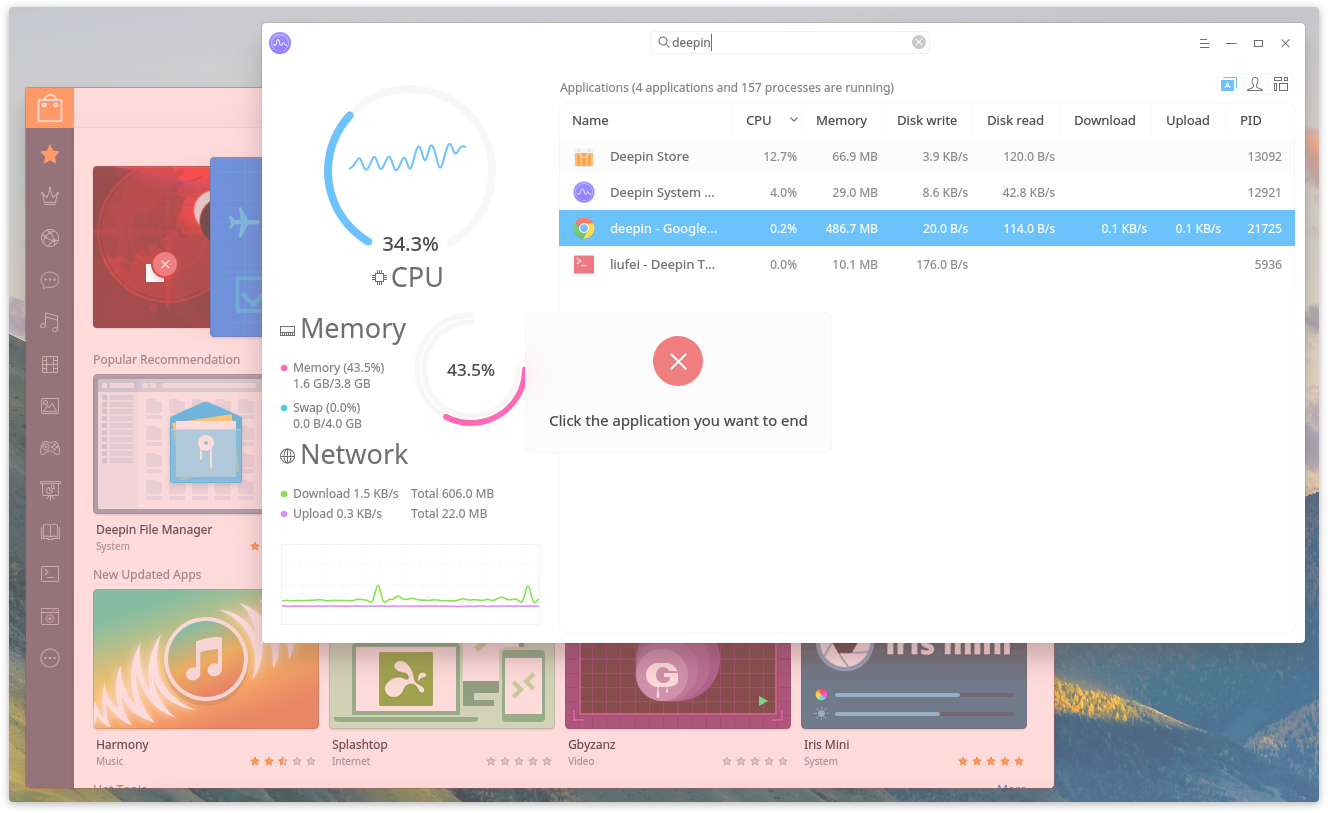 deepin
Applications (4 applications and 157 processes are running)
Name CPU Memory Disk write Disk read Download Upload PID
Deepin Store 12.7% 66.9 MB 3.9 KB/s 120.0 B/s 13092
Deepin System ... 4.0% 29.0 MB 8.6 KB/s 42.8 KB/s 12921
deepin - Google... 0.2% 486.7 MB 20.0 B/s 114.0 B/s 0.1 KB/s 0.1 KB/s 21725
liufei - Deepin T... 0.0% 10.1 MB 176.0 B/s 5936
34.3%
CPU
Memory
Memory (43.5%)
1.6 GB/3.8 GB
Swap (0.0%)
0.0 B/4.0 GB
43.5%
Click the application you want to end
Network
Download 1.5 KB/s Total 606.0 MB
Upload 0.3 KB/s Total 22.0 MB
Popular Recommendation
Deepin File Manager
System
New Updated Apps
G
Iris mini
Harmony
Music
Splashtop
Internet
Gbyzanz
Video
Iris Mini
System
Hot Topic
More